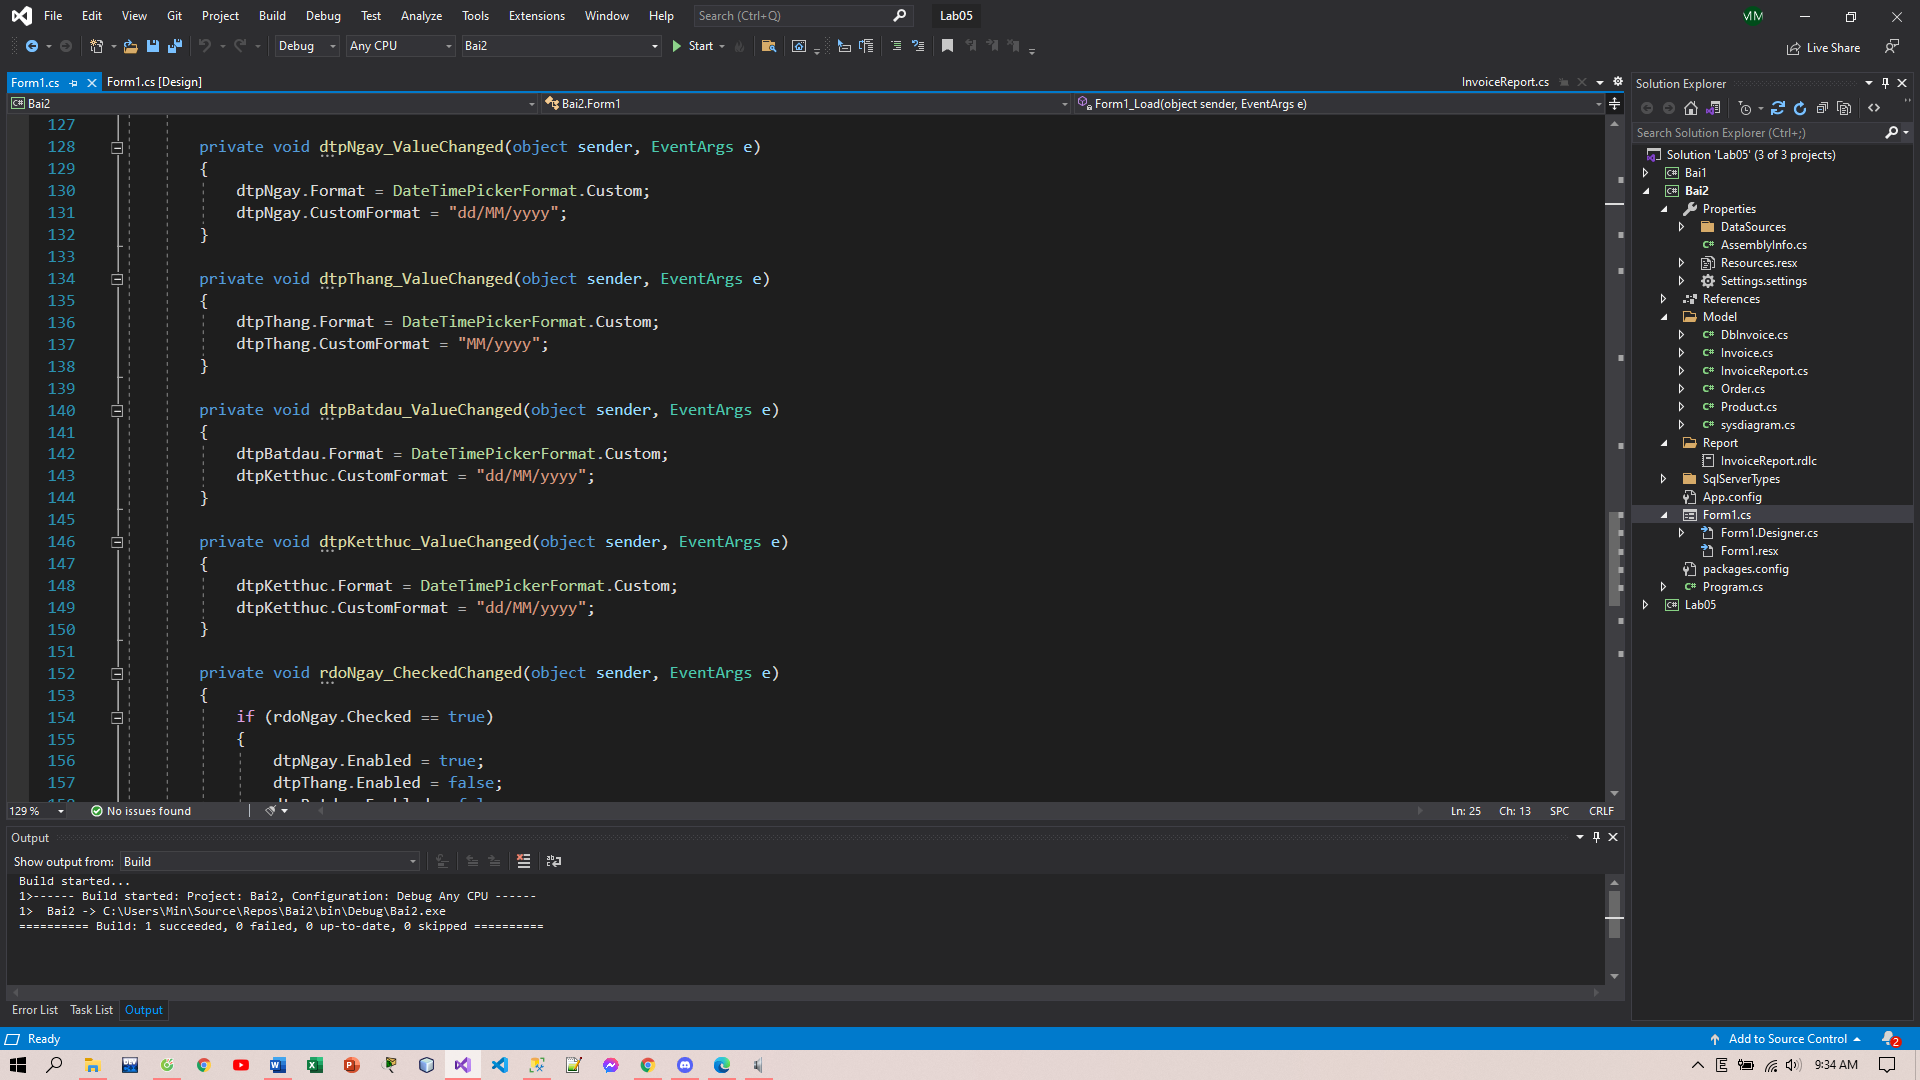 File Edit View Git Project Build Debug Test Analyze Tools Extensions Window Help Search (Ctrl+Q) Lab05
Debug Any CPU Bai2 Start Live Share
Form1.cs Form1.cs [Design] InvoiceReport.cs
Bai2 Bai2.Form1 Form1_Load(object sender, EventArgs e)
127
128 private void dtpNgay_ValueChanged(object sender, EventArgs e)
129 {
130 dtpNgay.Format = DateTimePickerFormat.Custom;
131 dtpNgay.CustomFormat = "dd/MM/yyyy";
132 }
133
134 private void dtpThang_ValueChanged(object sender, EventArgs e)
135 {
136 dtpThang.Format = DateTimePickerFormat.Custom;
137 dtpThang.CustomFormat = "MM/yyyy";
138 }
139
140 private void dtpBatdau_ValueChanged(object sender, EventArgs e)
141 {
142 dtpBatdau.Format = DateTimePickerFormat.Custom;
143 dtpKetthuc.CustomFormat = "dd/MM/yyyy";
144 }
145
146 private void dtpKetthuc_ValueChanged(object sender, EventArgs e)
147 {
148 dtpKetthuc.Format = DateTimePickerFormat.Custom;
149 dtpKetthuc.CustomFormat = "dd/MM/yyyy";
150 }
151
152 private void rdoNgay_CheckedChanged(object sender, EventArgs e)
153 {
154 if (rdoNgay.Checked == true)
155 {
156 dtpNgay.Enabled = true;
157 dtpThang.Enabled = false;
129 % No issues found Ln: 25 Ch: 13 SPC CRLF
Output
Show output from: Build
Build started...
1>------ Build started: Project: Bai2, Configuration: Debug Any CPU ------
1> Bai2 -> C:\Users\Min\Source\Repos\Bai2\bin\Debug\Bai2.exe
========== Build: 1 succeeded, 0 failed, 0 up-to-date, 0 skipped ==========
Error List Task List Output
Solution Explorer
Search Solution Explorer (Ctrl+;)
Solution 'Lab05' (3 of 3 projects)
C# Bai1
C# Bai2
Properties
DataSources
C# AssemblyInfo.cs
Resources.resx
Settings.settings
References
Model
C# DbInvoice.cs
C# Invoice.cs
C# InvoiceReport.cs
C# Order.cs
C# Product.cs
C# sysdiagram.cs
Report
InvoiceReport.rdlc
SqlServerTypes
App.config
Form1.cs
Form1.Designer.cs
Form1.resx
packages.config
C# Program.cs
C# Lab05
Ready Add to Source Control 2
9:34 AM